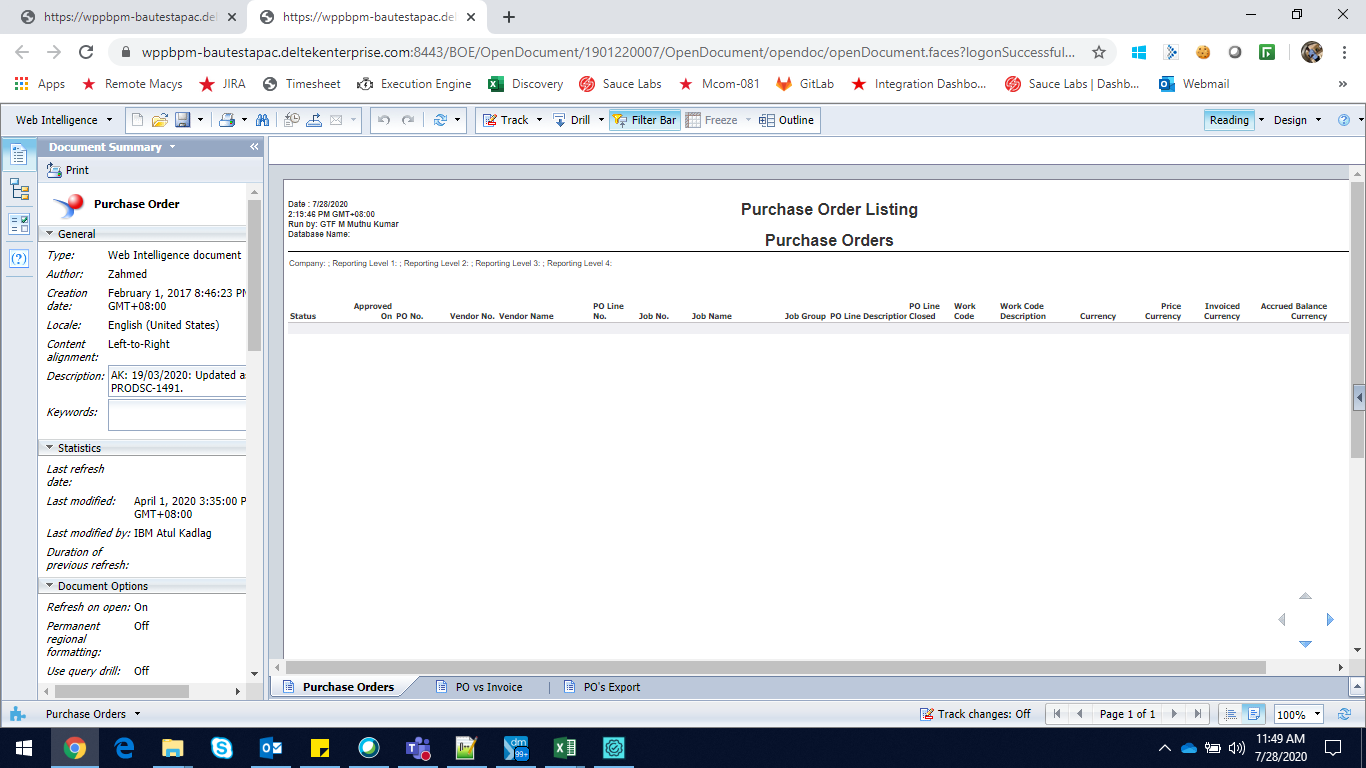 https://wppbpm-bautestapac.del
https://wppbpm-bautestapac.del
wppbpm-bautestapac.deltekenterprise.com:8443/BOE/OpenDocument/1901220007/OpenDocument/opendoc/openDocument.faces?logonSuccessful...
Apps
Remote Macys
JIRA
Timesheet
Execution Engine
Discovery
Sauce Labs
Mcom-081
GitLab
Integration Dashbo...
Sauce Labs | Dashb...
Webmail
Web Intelligence
Track
Drill
Filter Bar
Freeze
Outline
Reading
Design
Document Summary
Print
Purchase Order
General
Type: Web Intelligence document
Author: Zahmed
Creation February 1, 2017 8:46:23 PM
date: GMT+08:00
Locale: English (United States)
Content Left-to-Right
alignment:
Description: AK: 19/03/2020: Updated as
PRODSC-1491.
Keywords:
Statistics
Last refresh
date:
Last modified: April 1, 2020 3:35:00 P
GMT+08:00
Last modified by: IBM Atul Kadlag
Duration of
previous refresh:
Document Options
Refresh on open: On
Permanent Off
regional
formatting:
Use query drill: Off
Date : 7/28/2020
2:19:46 PM GMT+08:00
Run by: GTF M Muthu Kumar
Database Name:
Purchase Order Listing
Purchase Orders
Company: ; Reporting Level 1: ; Reporting Level 2: ; Reporting Level 3: ; Reporting Level 4:
Approved PO Line PO Line Work Work Code Price Invoiced Accrued Balance
Status On PO No. Vendor No. Vendor Name No. Job No. Job Name Job Group PO Line Description Closed Code Description Currency Currency Currency Currency
Purchase Orders
PO vs Invoice
PO's Export
Purchase Orders
Track changes: Off
Page 1 of 1
100%
dm
99+
11:49 AM
7/28/2020